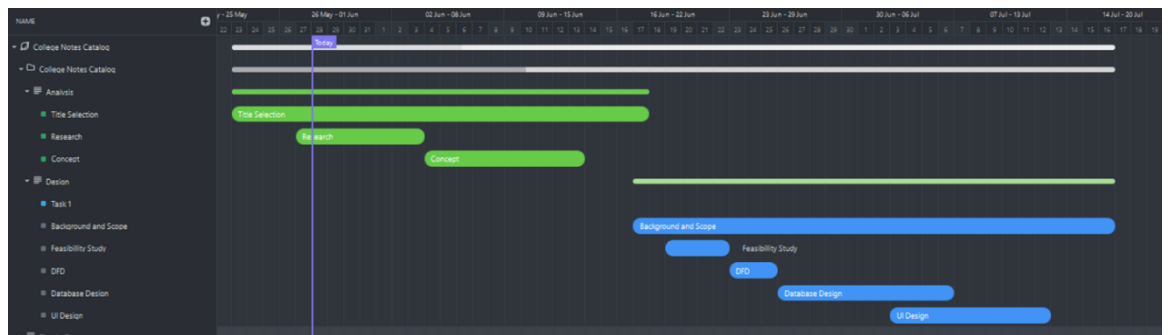 NAME
y - 25 May 26 May - 01 Jun 02 Jun - 08 Jun 09 Jun - 15 Jun 16 Jun - 22 Jun 23 Jun - 29 Jun 30 Jun - 06 Jul 07 Jul - 13 Jul 14 Jul - 20 Jul
22 23 24 25 26 27 28 29 30 31 1 2 3 4 5 6 7 8 9 10 11 12 13 14 15 16 17 18 19 20 21 22 23 24 25 26 27 28 29 30 1 2 3 4 5 6 7 8 9 10 11 12 13 14 15 16 17 18 19
Today
College Notes Catalog
College Notes Catalog
Analysis
Title Selection Title Selection
Research Research
Concept Concept
Design
Task 1
Background and Scope Background and Scope
Feasibility Study Feasibility Study
DFD DFD
Database Design Database Design
UI Design UI Design